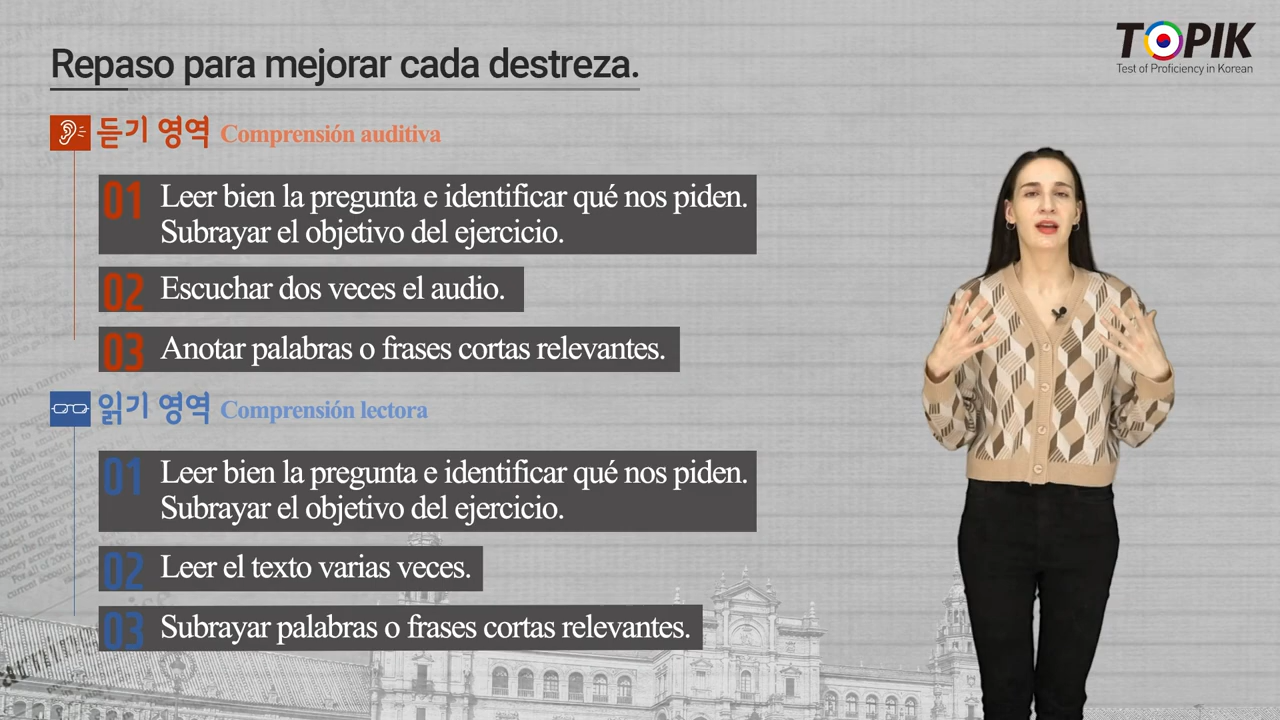 TOPIK
Test of Proficiency in Korean
Repaso para mejorar cada destreza.
듣기 영역 Comprensión auditiva
01 Leer bien la pregunta e identificar qué nos piden.
Subrayar el objetivo del ejercicio.
02 Escuchar dos veces el audio.
03 Anotar palabras o frases cortas relevantes.
읽기 영역 Comprensión lectora
01 Leer bien la pregunta e identificar qué nos piden.
Subrayar el objetivo del ejercicio.
02 Leer el texto varias veces.
03 Subrayar palabras o frases cortas relevantes.